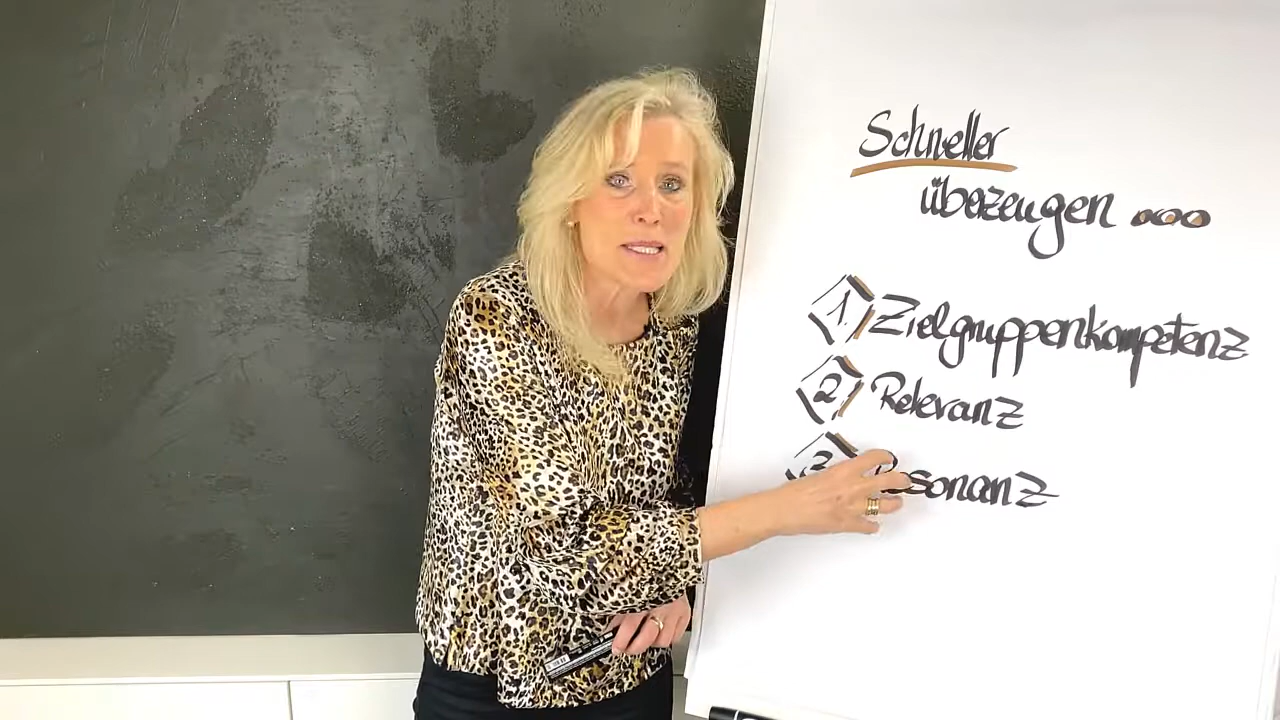 Schneller
überzeugen ...
1. Zielgruppenkompetenz
2. Relevanz
3. Resonanz